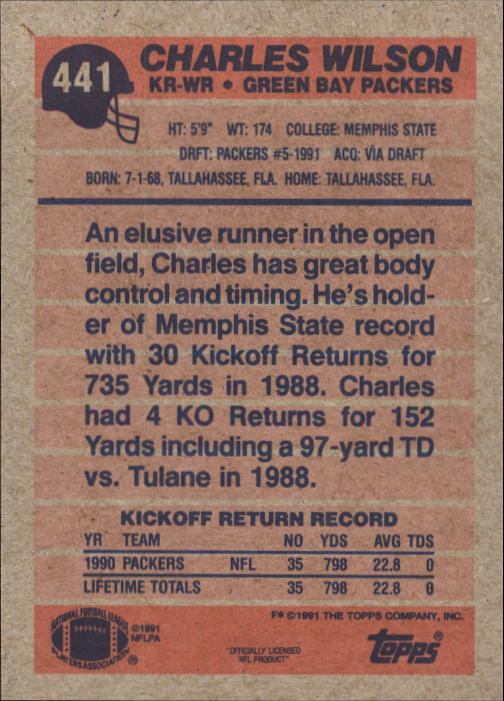 441
CHARLES WILSON
KR-WR • GREEN BAY PACKERS
HT: 5'9" WT: 174 COLLEGE: MEMPHIS STATE
DRFT: PACKERS #5-1991 ACQ: VIA DRAFT
BORN: 7-1-68, TALLAHASSEE, FLA. HOME: TALLAHASSEE, FLA.
An elusive runner in the open
field, Charles has great body
control and timing. He's hold-
er of Memphis State record
with 30 Kickoff Returns for
735 Yards in 1988. Charles
had 4 KO Returns for 152
Yards including a 97-yard TD
vs. Tulane in 1988.
KICKOFF RETURN RECORD
YR TEAM NO YDS AVG TDS
1990 PACKERS NFL 35 798 22.8 0
LIFETIME TOTALS 35 798 22.8 0
F* © 1991 THE TOPPS COMPANY, INC.
NATIONAL FOOTBALL LEAGUE
PLAYERS ASSOCIATION ®
© 1991
NFLPA
"OFFICIALLY LICENSED
NFL PRODUCT"
topps®